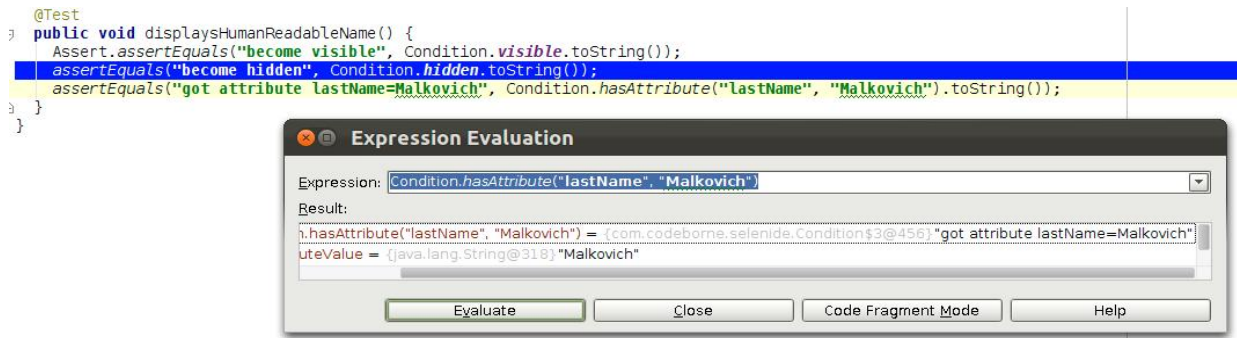 @Test
public void displaysHumanReadableName() {
Assert.assertEquals("become visible", Condition.visible.toString());
assertEquals("become hidden", Condition.hidden.toString());
assertEquals("got attribute lastName=Malkovich", Condition.hasAttribute("lastName", "Malkovich").toString());
}
}
Expression Evaluation
Expression: Condition.hasAttribute("lastName", "Malkovich")
Result:
n.hasAttribute("lastName", "Malkovich") = {com.codeborne.selenide.Condition$3@456}"got attribute lastName=Malkovich"
uteValue = {java.lang.String@318}"Malkovich"
Evaluate Close Code Fragment Mode Help